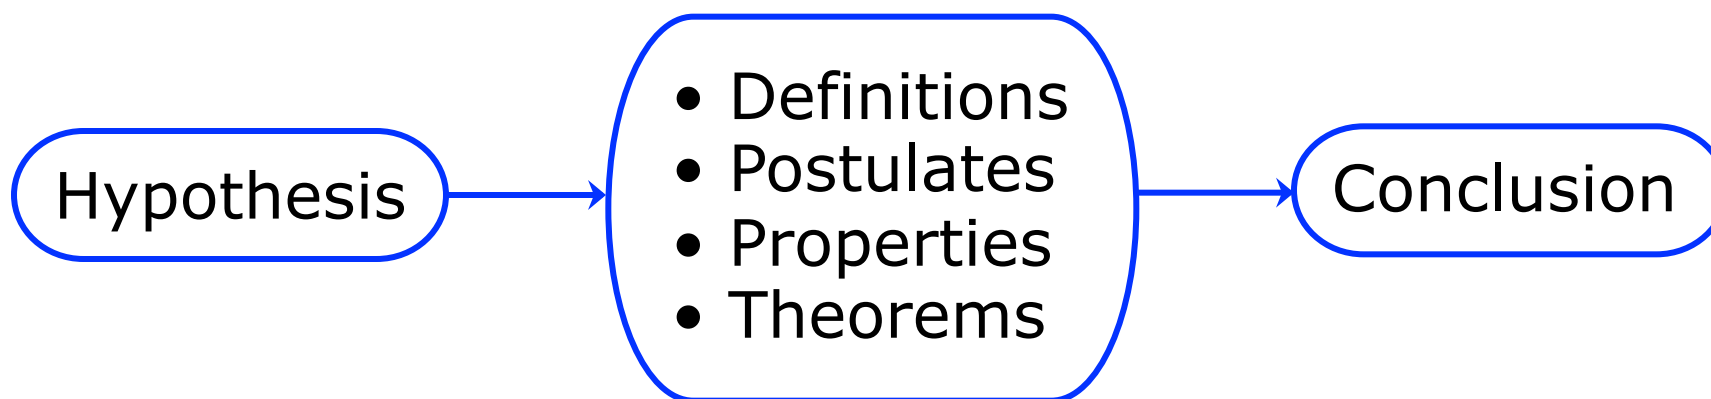 Hypothesis
• Definitions
• Postulates
• Properties
• Theorems
Conclusion